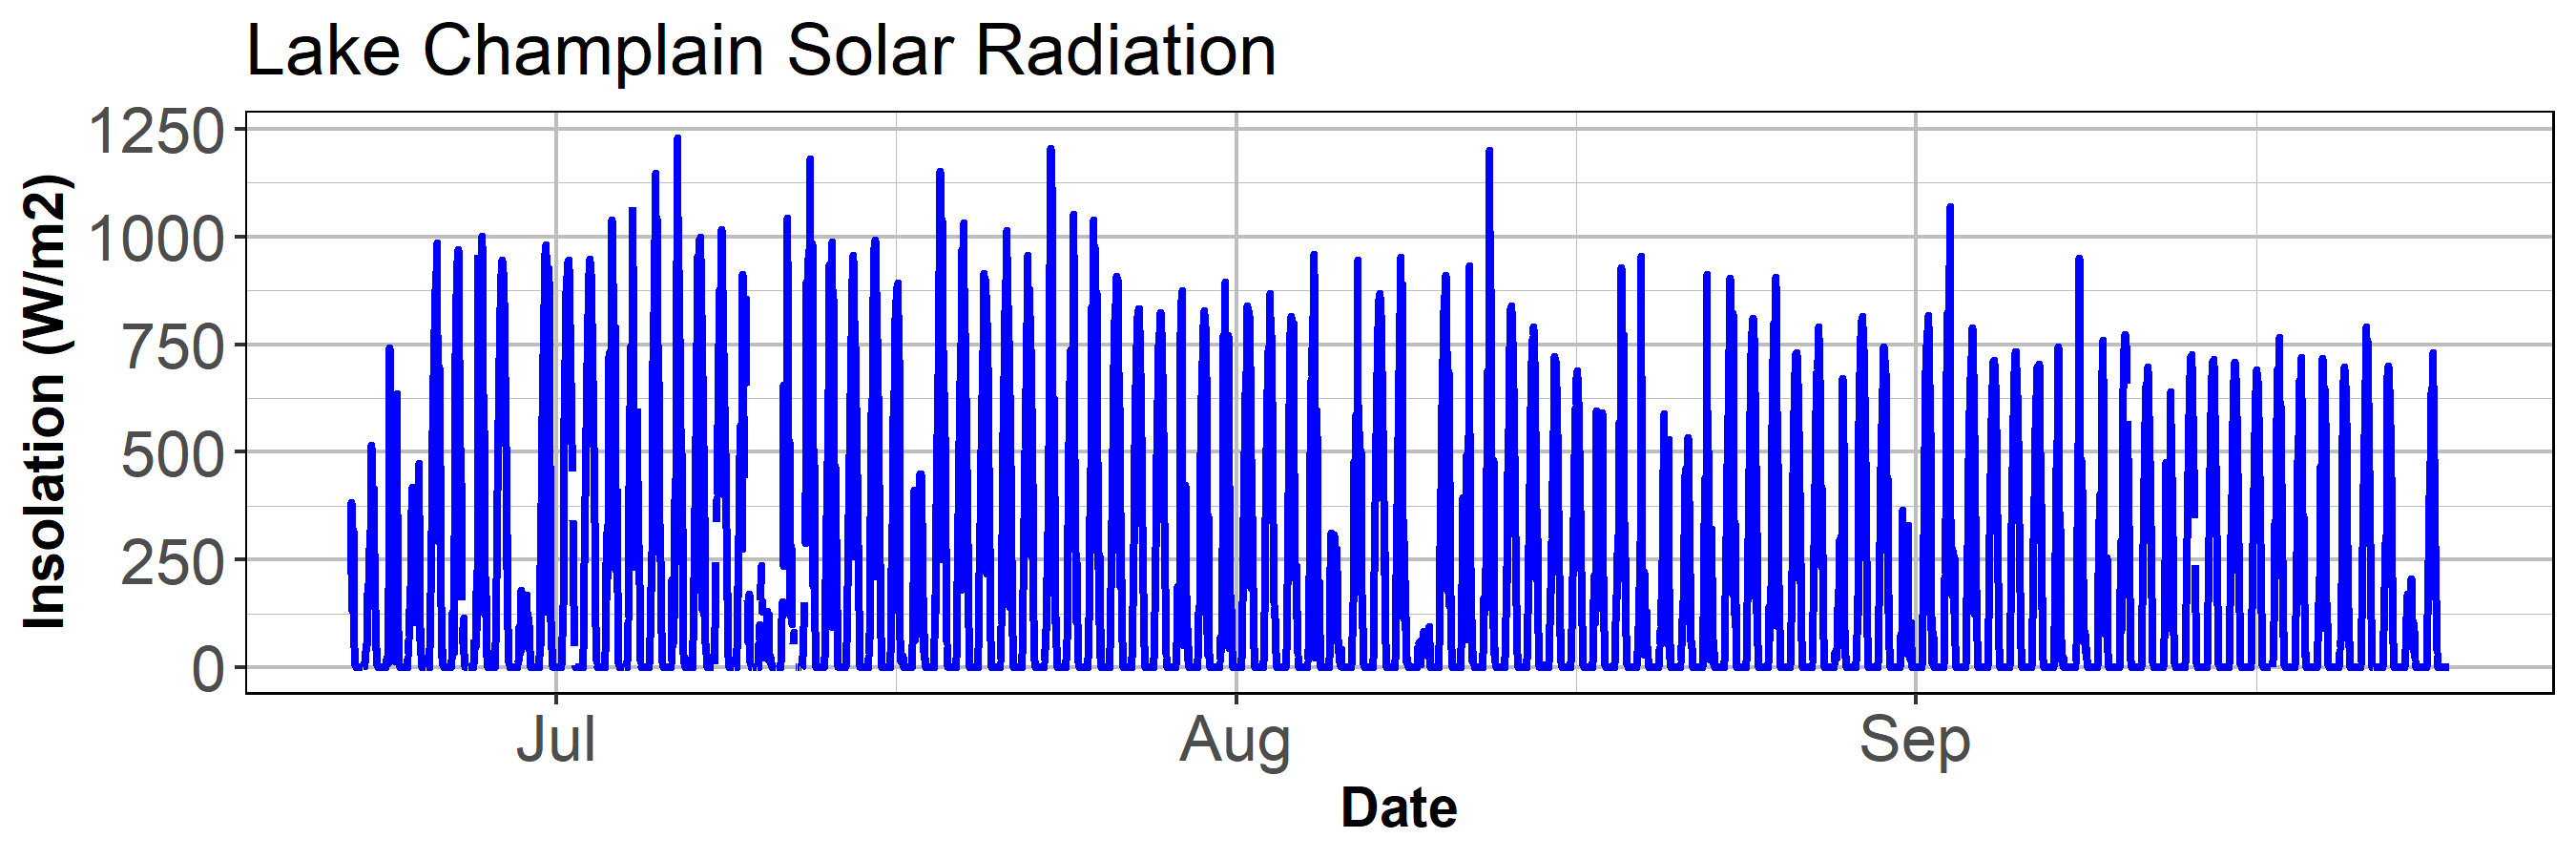 Lake Champlain Solar Radiation
Insolation (W/m2)
1250
1000
750
500
250
0
Jul Aug Sep
Date